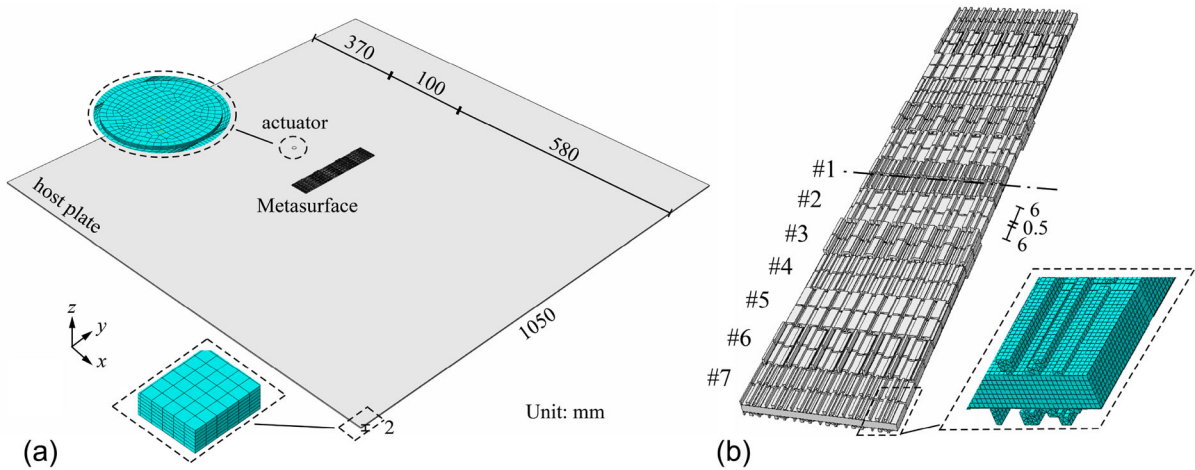 370
100
580
actuator
Metasurface
host plate
1050
z
y
x
2
Unit: mm
(a)
#1
#2
#3
#4
#5
#6
#7
6
0.5
6
(b)